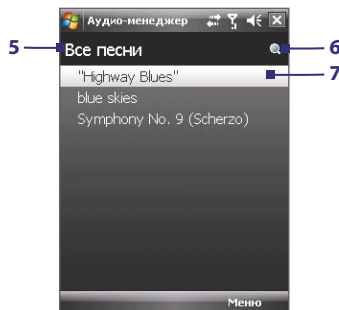 Аудио-менеджер
5 Все песни 6
"Highway Blues" 7
blue skies
Symphony No. 9 (Scherzo)
Меню